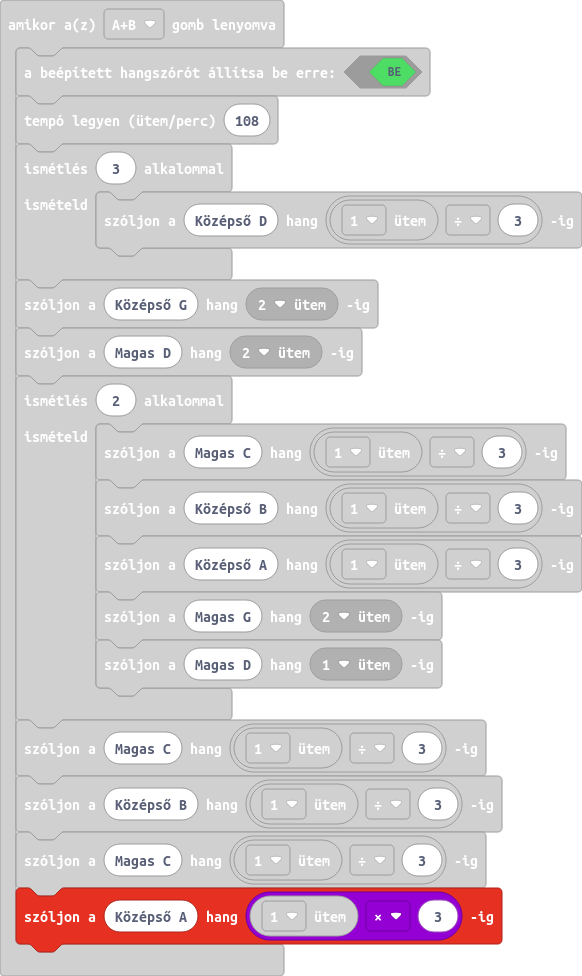 amikor a(z) A+B gomb lenyomva
a beépített hangszórót állítsa be erre: BE
tempó legyen (ütem/perc) 108
ismétlés 3 alkalommal
ismételd
szóljon a Középső D hang 1 ütem ÷ 3 -ig
szóljon a Középső G hang 2 ütem -ig
szóljon a Magas D hang 2 ütem -ig
ismétlés 2 alkalommal
ismételd
szóljon a Magas C hang 1 ütem ÷ 3 -ig
szóljon a Középső B hang 1 ütem ÷ 3 -ig
szóljon a Középső A hang 1 ütem ÷ 3 -ig
szóljon a Magas G hang 2 ütem -ig
szóljon a Magas D hang 1 ütem -ig
szóljon a Magas C hang 1 ütem ÷ 3 -ig
szóljon a Középső B hang 1 ütem ÷ 3 -ig
szóljon a Magas C hang 1 ütem ÷ 3 -ig
szóljon a Középső A hang 1 ütem × 3 -ig